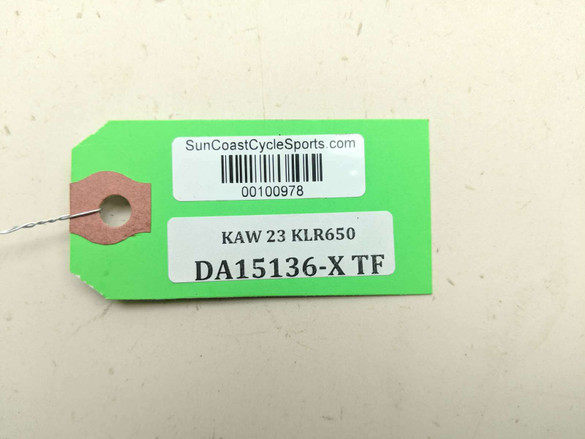 SunCoastCycleSports.com
00100978
KAW 23 KLR650
DA15136-X TF